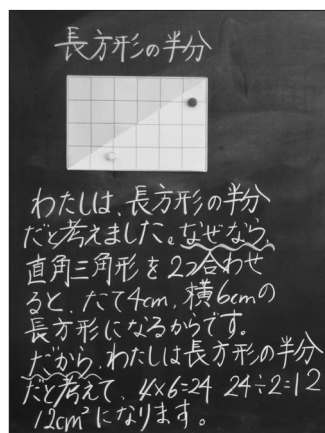 長方形の半分
わたしは、長方形の半分
だと考えました。なぜなら、
直角三角形を2つ合わせ
ると、たて4cm、横6cmの
長方形になるからです。
だから、わたしは長方形の半分
だと考えて、4×6=24 24÷2=12
12cm²になります。